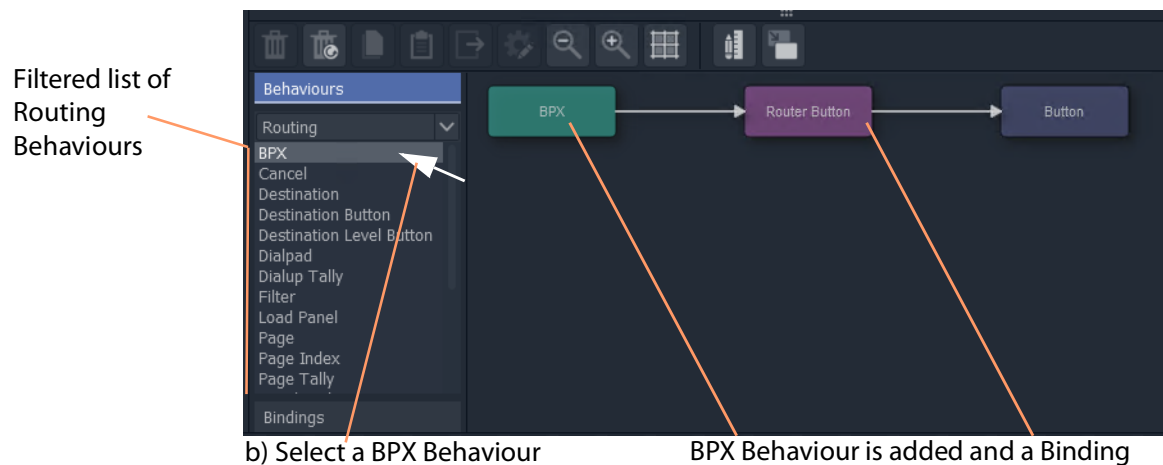 Filtered list of
Routing
Behaviours
Behaviours
Routing
BPX
Cancel
Destination
Destination Button
Destination Level Button
Dialpad
Dialup Tally
Filter
Load Panel
Page
Page Index
Page Tally
Bindings
BPX
Router Button
Button
b) Select a BPX Behaviour
BPX Behaviour is added and a Binding